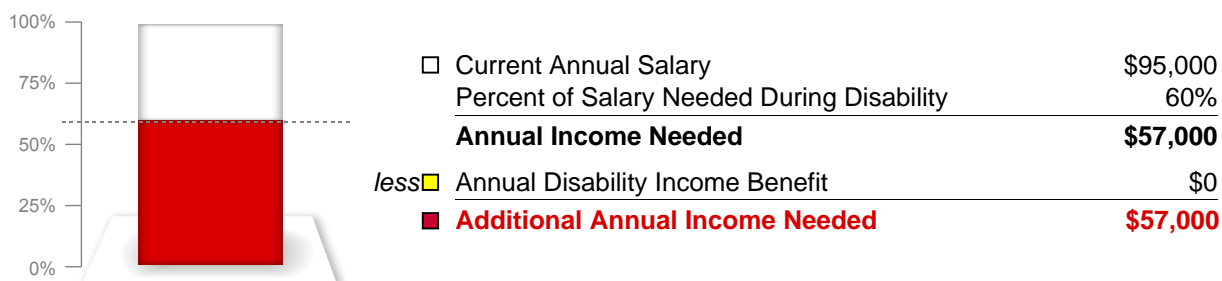 100%
75%
50%
25%
0%
Current Annual Salary $95,000
Percent of Salary Needed During Disability 60%
Annual Income Needed $57,000
less Annual Disability Income Benefit $0
Additional Annual Income Needed $57,000